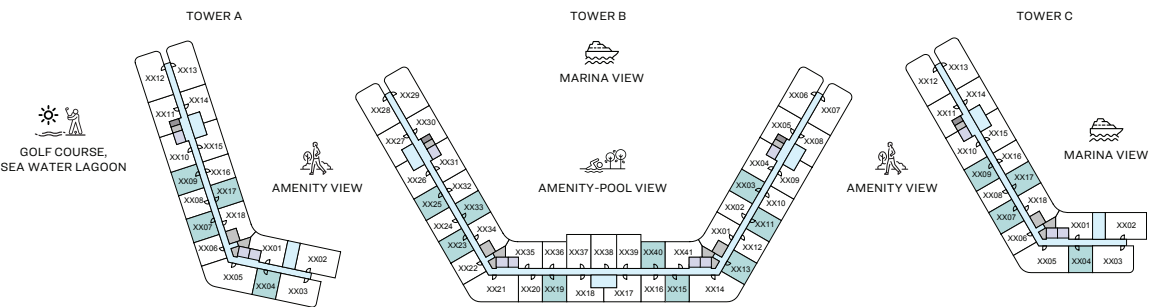 TOWER A
TOWER B
TOWER C
GOLF COURSE,
SEA WATER LAGOON
AMENITY VIEW
MARINA VIEW
AMENITY-POOL VIEW
AMENITY VIEW
MARINA VIEW
XX12
XX13
XX14
XX11
XX15
XX10
XX16
XX09
XX17
XX08
XX18
XX07
XX06
XX01
XX02
XX05
XX04
XX03
XX28
XX29
XX30
XX27
XX31
XX26
XX32
XX25
XX33
XX24
XX34
XX23
XX22
XX35
XX36
XX37
XX38
XX39
XX40
XX41
XX21
XX20
XX19
XX18
XX17
XX16
XX15
XX14
XX06
XX07
XX05
XX08
XX04
XX09
XX03
XX10
XX02
XX11
XX01
XX12
XX13
XX12
XX13
XX14
XX11
XX15
XX10
XX16
XX09
XX17
XX08
XX18
XX07
XX06
XX01
XX02
XX05
XX04
XX03